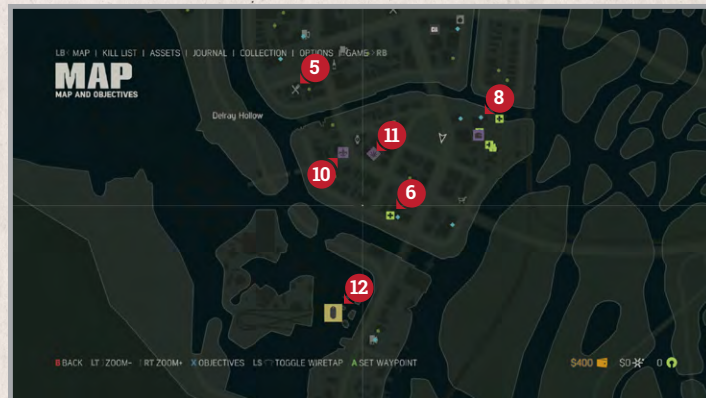 LB< MAP | KILL LIST | ASSETS | JOURNAL | COLLECTION | OPTIONS | GAME >RB
MAP
MAP AND OBJECTIVES
5
8
Delray Hollow
11
10
6
12
B BACK LT ZOOM- RT ZOOM+ X OBJECTIVES LS TOGGLE WIRETAP A SET WAYPOINT $400 $0 0